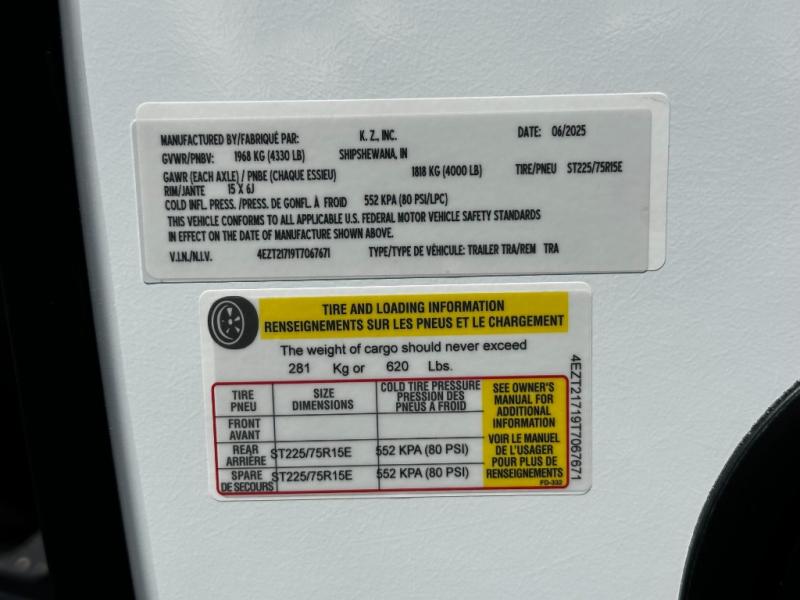 MANUFACTURED BY/FABRIQUÉ PAR: K. Z., INC. DATE: 06/2025
GVWR/PNBV: 1968 KG (4330 LB) SHIPSHEWANA, IN
GAWR (EACH AXLE) / PNBE (CHAQUE ESSIEU) 1818 KG (4000 LB) TIRE/PNEU ST225/75R15E
RIM/JANTE 15 X 6J
COLD INFL. PRESS. /PRESS. DE GONFL. À FROID 552 KPA (80 PSI/LPC)
THIS VEHICLE CONFORMS TO ALL APPLICABLE U.S. FEDERAL MOTOR VEHICLE SAFETY STANDARDS
IN EFFECT ON THE DATE OF MANUFACTURE SHOWN ABOVE.
V.I.N./N.I.V. 4EZT21719T7067671 TYPE/TYPE DE VÉHICULE: TRAILER TRA/REM TRA
TIRE AND LOADING INFORMATION
RENSEIGNEMENTS SUR LES PNEUS ET LE CHARGEMENT
The weight of cargo should never exceed
281 Kg or 620 Lbs.
TIRE
PNEU
SIZE
DIMENSIONS
COLD TIRE PRESSURE
PRESSION DES
PNEUS A FROID
FRONT
AVANT
REAR
ARRIÈRE
ST225/75R15E
552 KPA (80 PSI)
SPARE
DE SECOURS
ST225/75R15E
552 KPA (80 PSI)
SEE OWNER'S
MANUAL FOR
ADDITIONAL
INFORMATION
VOIR LE MANUEL
DE L'USAGER
POUR PLUS DE
RENSEIGNEMENTS
FD-332
4EZT21719T7067671